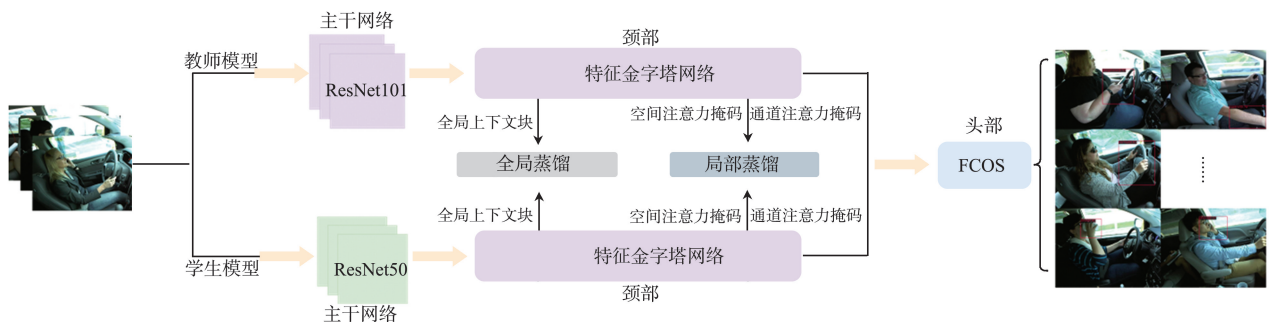 主干网络
教师模型
ResNet101
颈部
特征金字塔网络
全局上下文块
空间注意力掩码
通道注意力掩码
全局蒸馏
局部蒸馏
头部
FCOS
……
全局上下文块
空间注意力掩码
通道注意力掩码
学生模型
ResNet50
特征金字塔网络
主干网络
颈部